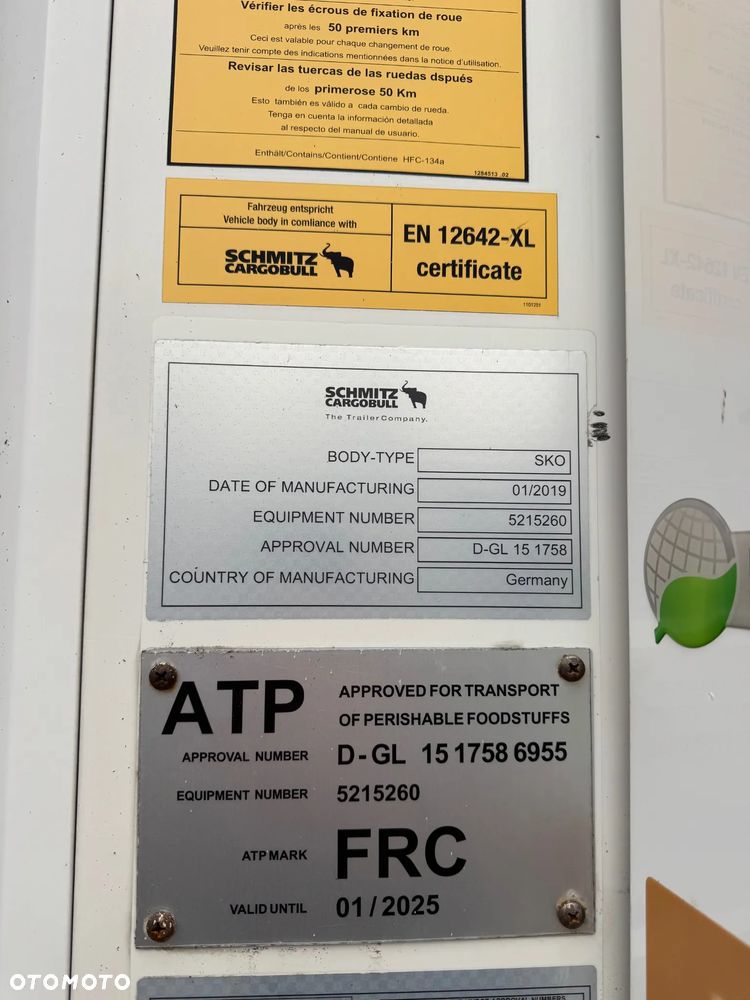 Vérifier les écrous de fixation de roue
après les 50 premiers km
Ceci est valable pour chaque changement de roue.
Veuillez tenir compte des indications mentionnées dans la notice d'utilisation.
Revisar las tuercas de las ruedas dspués
de los primerose 50 Km
Esto también es válido a cada cambio de rueda.
Tenga en cuenta la información detallada
al respecto del manual de usuario.
Enthält/Contains/Contient/Contiene HFC-134a
1284513 .02
Fahrzeug entspricht
Vehicle body in comliance with
SCHMITZ
CARGOBULL
EN 12642-XL
certificate
1101201
SCHMITZ
CARGOBULL
The Trailer Company.
BODY-TYPE SKO
DATE OF MANUFACTURING 01/2019
EQUIPMENT NUMBER 5215260
APPROVAL NUMBER D-GL 15 1758
COUNTRY OF MANUFACTURING Germany
ATP APPROVED FOR TRANSPORT
OF PERISHABLE FOODSTUFFS
APPROVAL NUMBER D-GL 15 1758 6955
EQUIPMENT NUMBER 5215260
ATP MARK FRC
VALID UNTIL 01/2025
OTOMOTO